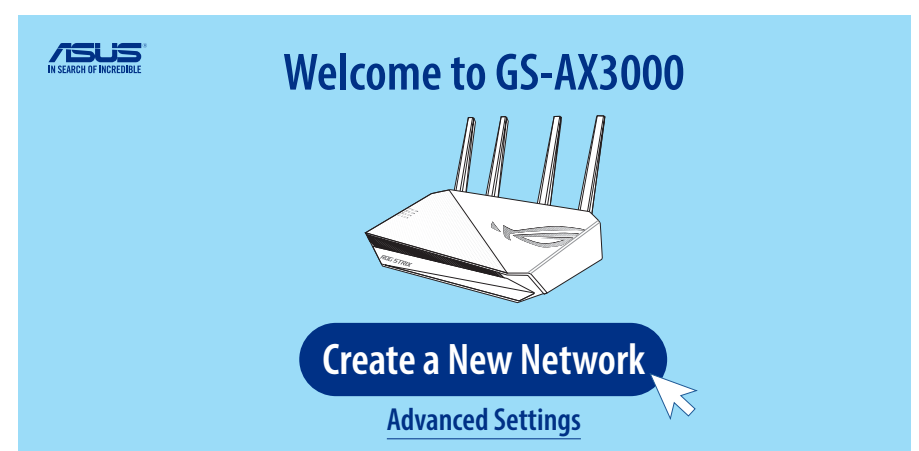 ASUS
IN SEARCH OF INCREDIBLE
Welcome to GS-AX3000
ROG STRIX
Create a New Network
Advanced Settings